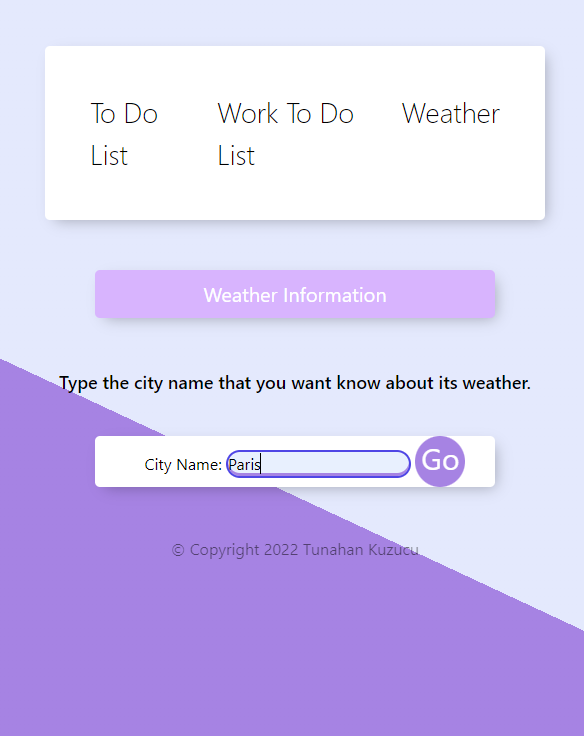 To Do Work To Do Weather
List List
Weather Information
Type the city name that you want know about its weather.
City Name: Paris Go
© Copyright 2022 Tunahan Kuzucu